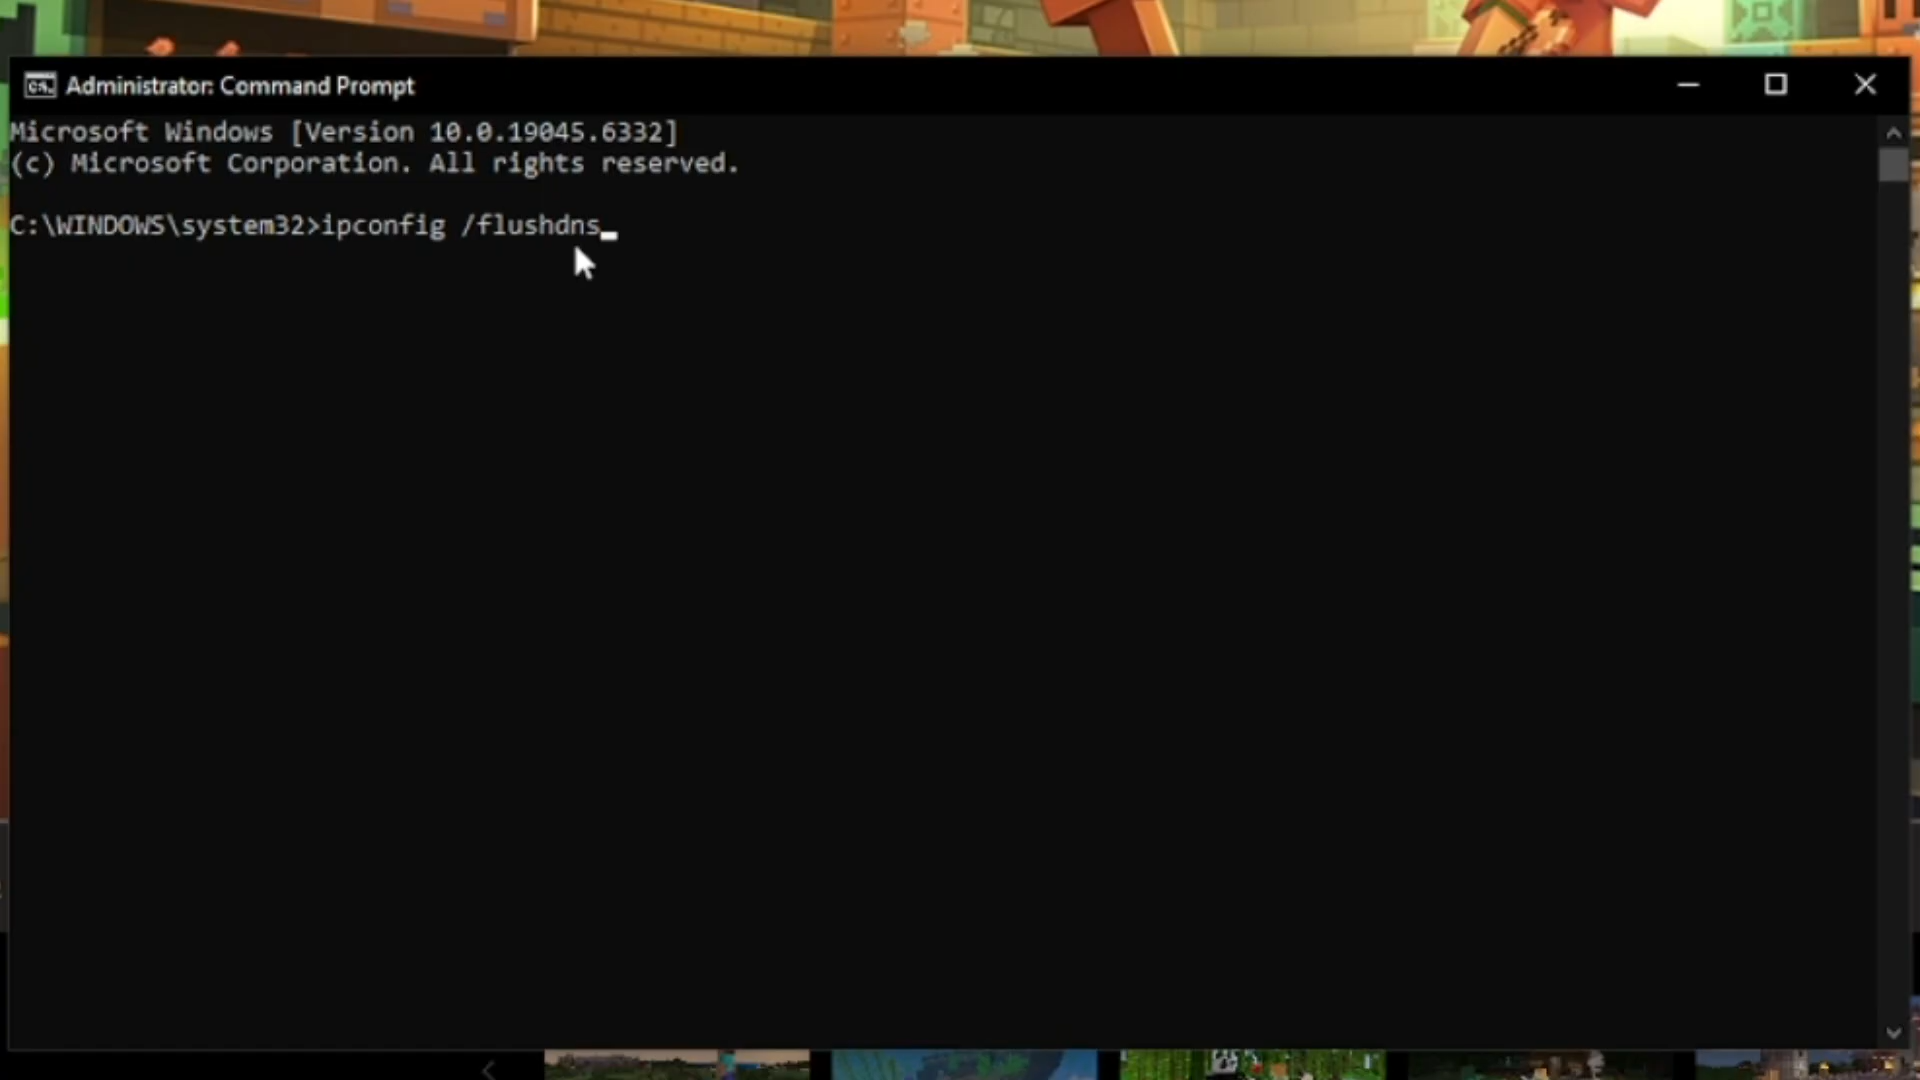 Administrator: Command Prompt
Microsoft Windows [Version 10.0.19045.6332]
(c) Microsoft Corporation. All rights reserved.
C:\WINDOWS\system32>ipconfig /flushdns